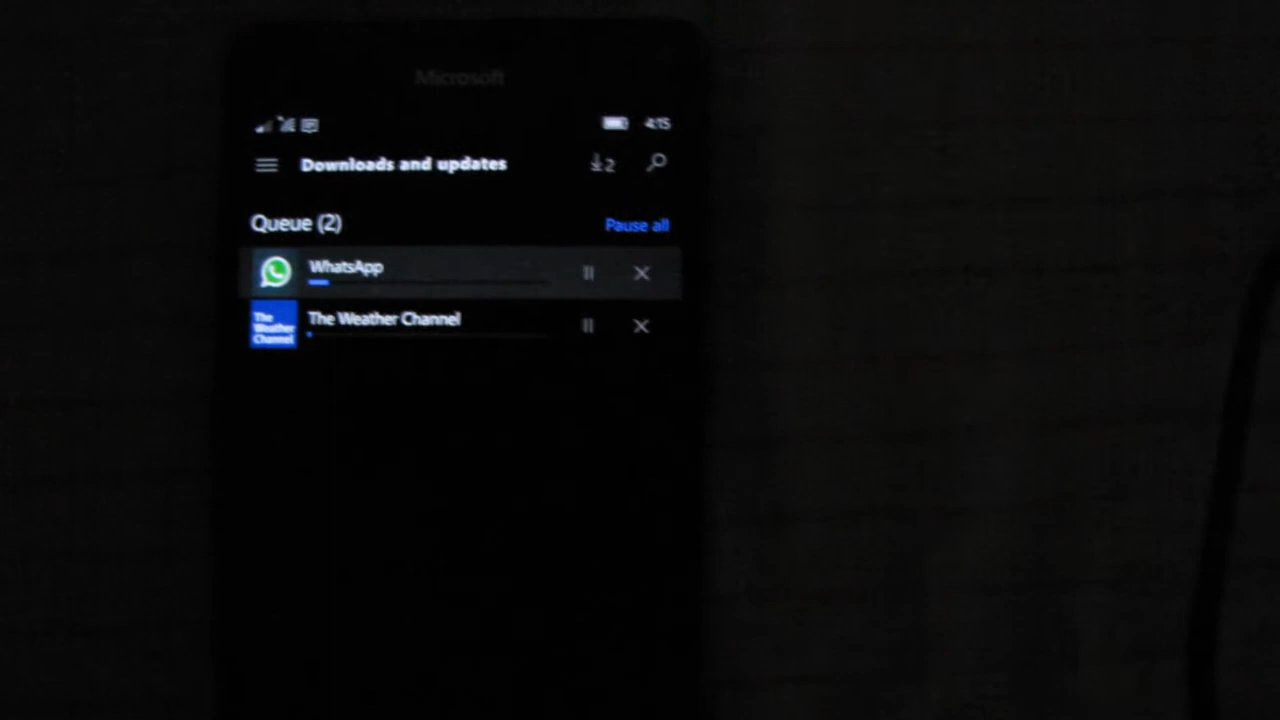 Microsoft
4:15
Downloads and updates
2
Queue (2)
Pause all
WhatsApp
The Weather Channel
The
Weather
Channel